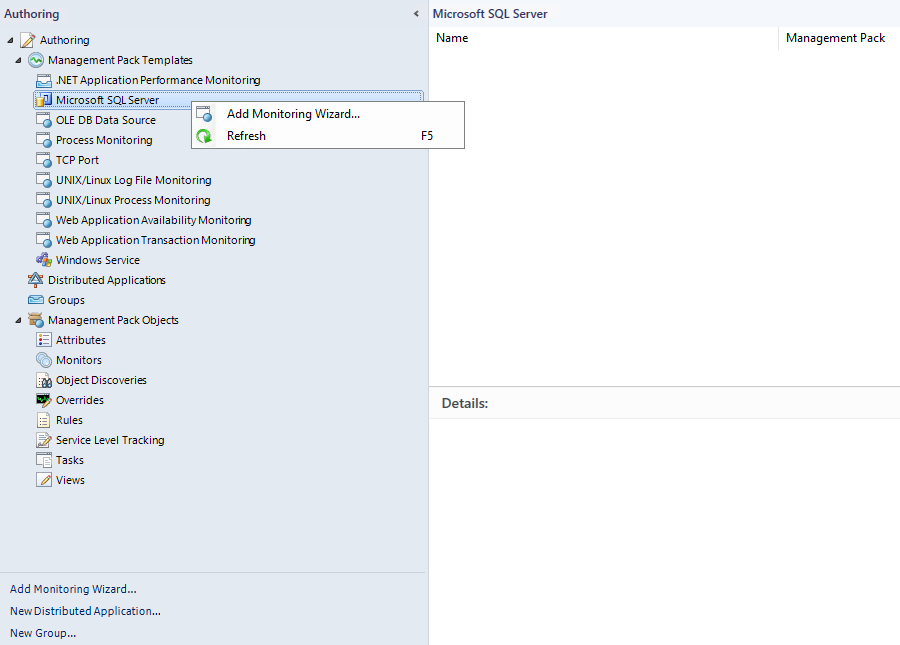 Authoring
Microsoft SQL Server
Name
Management Pack
Authoring
Management Pack Templates
.NET Application Performance Monitoring
Microsoft SQL Server
Add Monitoring Wizard...
Refresh F5
OLE DB Data Source
Process Monitoring
TCP Port
UNIX/Linux Log File Monitoring
UNIX/Linux Process Monitoring
Web Application Availability Monitoring
Web Application Transaction Monitoring
Windows Service
Distributed Applications
Groups
Management Pack Objects
Attributes
Monitors
Object Discoveries
Overrides
Rules
Service Level Tracking
Tasks
Views
Details:
Add Monitoring Wizard...
New Distributed Application...
New Group...